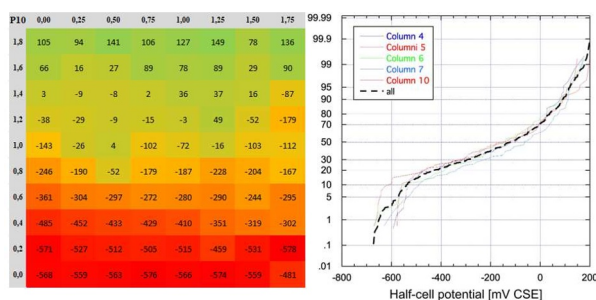 P10 0,00 0,25 0,50 0,75 1,00 1,25 1,50 1,75
1,8 105 94 141 106 127 149 78 136
1,6 66 16 27 89 78 89 29 90
1,4 3 -9 -8 2 36 37 16 -87
1,2 -38 -29 -9 -15 -3 49 -52 -179
1,0 -143 -26 4 -102 -72 -16 -103 -112
0,8 -246 -190 -52 -179 -187 -228 -204 -167
0,6 -361 -304 -297 -272 -280 -290 -244 -295
0,4 -485 -452 -433 -429 -410 -351 -319 -302
0,2 -571 -527 -512 -505 -515 -459 -531 -578
0,0 -568 -559 -563 -576 -566 -574 -559 -481
99.99
99.9
99
95
90
80
70
50
30
20
10
5
1
.1
.01
Column 4
Columni 5
Column 6
Column 7
Column 10
all
-800 -600 -400 -200 0 200
Half-cell potential [mV CSE]